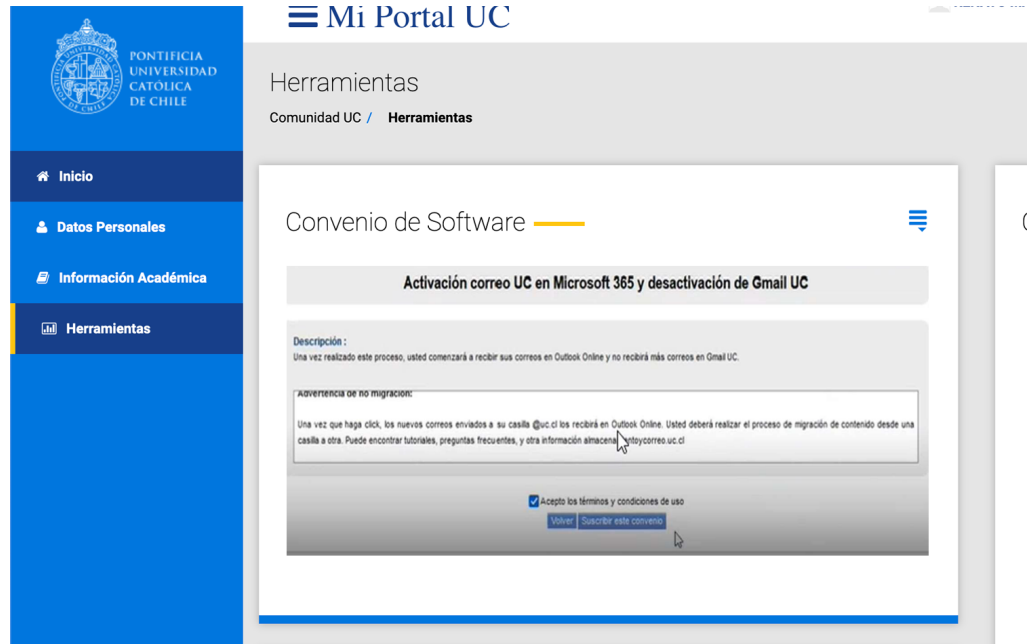 Mi Portal UC
PONTIFICIA
UNIVERSIDAD
CATÓLICA
DE CHILE
Herramientas
Comunidad UC / Herramientas
Inicio
Datos Personales
Información Académica
Herramientas
Convenio de Software
Activación correo UC en Microsoft 365 y desactivación de Gmail UC
Descripción :
Una vez realizado este proceso, usted comenzará a recibir sus correos en Outlook Online y no recibirá más correos en Gmail UC.
Advertencia de no migración:
Una vez que haga click, los nuevos correos enviados a su casilla @uc.cl los recibirá en Outlook Online. Usted deberá realizar el proceso de migración de contenido desde una
casilla a otra. Puede encontrar tutoriales, preguntas frecuentes, y otra información almacena ntoycorreo.uc.cl
Acepto los términos y condiciones de uso
Volver Suscribir este convenio